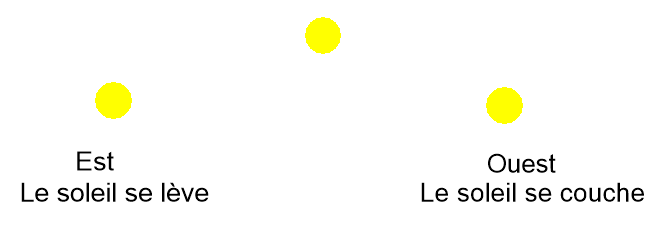 Est
Le soleil se lève
Ouest
Le soleil se couche